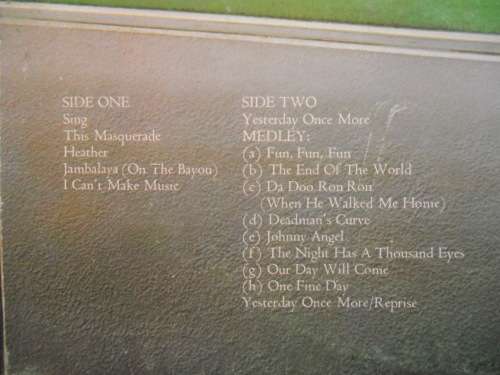 SIDE ONE
Sing
This Masquerade
Heather
Jambalaya (On The Bayou)
I Can't Make Music
SIDE TWO
Yesterday Once More
MEDLEY:
(a) Fun, Fun, Fun
(b) The End Of The World
(c) Da Doo Ron Ron
(When He Walked Me Home)
(d) Deadman's Curve
(e) Johnny Angel
(f) The Night Has A Thousand Eyes
(g) Our Day Will Come
(h) One Fine Day
Yesterday Once More/Reprise